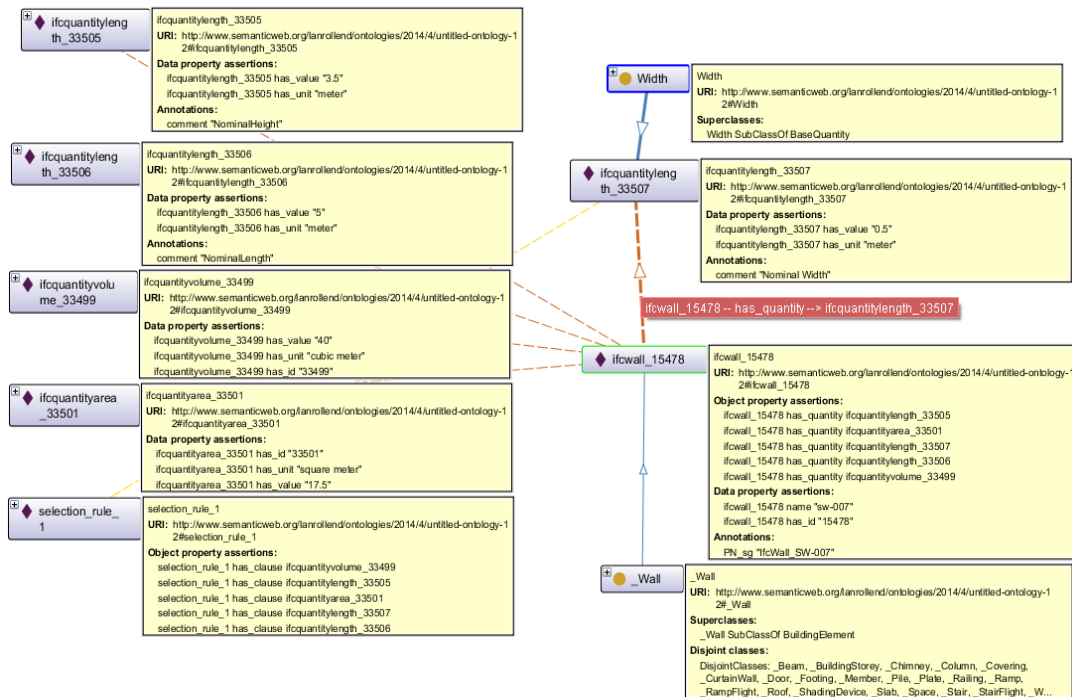 ifcquantityleng
th_33505
ifcquantitylength_33505
URI: http://www.semanticweb.org/lanrollend/ontologies/2014/4/untitled-ontology-1
2#ifcquantitylength_33505
Data property assertions:
ifcquantitylength_33505 has_value "3.5"
ifcquantitylength_33505 has_unit "meter"
Annotations:
comment "NominalHeight"
ifcquantityleng
th_33506
ifcquantitylength_33506
URI: http://www.semanticweb.org/lanrollend/ontologies/2014/4/untitled-ontology-1
2#ifcquantitylength_33506
Data property assertions:
ifcquantitylength_33506 has_value "5"
ifcquantitylength_33506 has_unit "meter"
Annotations:
comment "NominalLength"
ifcquantityvolu
me_33499
ifcquantityvolume_33499
URI: http://www.semanticweb.org/lanrollend/ontologies/2014/4/untitled-ontology-1
2#ifcquantityvolume_33499
Data property assertions:
ifcquantityvolume_33499 has_value "40"
ifcquantityvolume_33499 has_unit "cubic meter"
ifcquantityvolume_33499 has_id "33499"
ifcquantityarea
_33501
ifcquantityarea_33501
URI: http://www.semanticweb.org/lanrollend/ontologies/2014/4/untitled-ontology-1
2#ifcquantityarea_33501
Data property assertions:
ifcquantityarea_33501 has_id "33501"
ifcquantityarea_33501 has_unit "square meter"
ifcquantityarea_33501 has_value "17.5"
selection_rule_
1
selection_rule_1
URI: http://www.semanticweb.org/lanrollend/ontologies/2014/4/untitled-ontology-1
2#selection_rule_1
Object property assertions:
selection_rule_1 has_clause ifcquantityvolume_33499
selection_rule_1 has_clause ifcquantitylength_33505
selection_rule_1 has_clause ifcquantityarea_33501
selection_rule_1 has_clause ifcquantitylength_33507
selection_rule_1 has_clause ifcquantitylength_33506
Width
Width
URI: http://www.semanticweb.org/lanrollend/ontologies/2014/4/untitled-ontology-1
2#Width
Superclasses:
Width SubClassOf BaseQuantity
ifcquantityleng
th_33507
ifcquantitylength_33507
URI: http://www.semanticweb.org/lanrollend/ontologies/2014/4/untitled-ontology-1
2#ifcquantitylength_33507
Data property assertions:
ifcquantitylength_33507 has_value "0.5"
ifcquantitylength_33507 has_unit "meter"
Annotations:
comment "Nominal Width"
ifcwall_15478 -- has_quantity --> ifcquantitylength_33507
ifcwall_15478
ifcwall_15478
URI: http://www.semanticweb.org/lanrollend/ontologies/2014/4/untitled-ontology-1
2#ifcwall_15478
Object property assertions:
ifcwall_15478 has_quantity ifcquantitylength_33505
ifcwall_15478 has_quantity ifcquantityarea_33501
ifcwall_15478 has_quantity ifcquantitylength_33507
ifcwall_15478 has_quantity ifcquantitylength_33506
ifcwall_15478 has_quantity ifcquantityvolume_33499
Data property assertions:
ifcwall_15478 name "sw-007"
ifcwall_15478 has_id "15478"
Annotations:
PN_sg "IfcWall_SW-007"
_Wall
_Wall
URI: http://www.semanticweb.org/lanrollend/ontologies/2014/4/untitled-ontology-1
2#_Wall
Superclasses:
_Wall SubClassOf BuildingElement
Disjoint classes:
DisjointClasses: _Beam, _BuildingStorey, _Chimney, _Column, _Covering,
_CurtainWall, _Door, _Footing, _Member, _Pile, _Plate, _Railing, _Ramp,
_RampFlight, _Roof, _ShadingDevice, _Slab, _Space, _Stair, _StairFlight, _W...